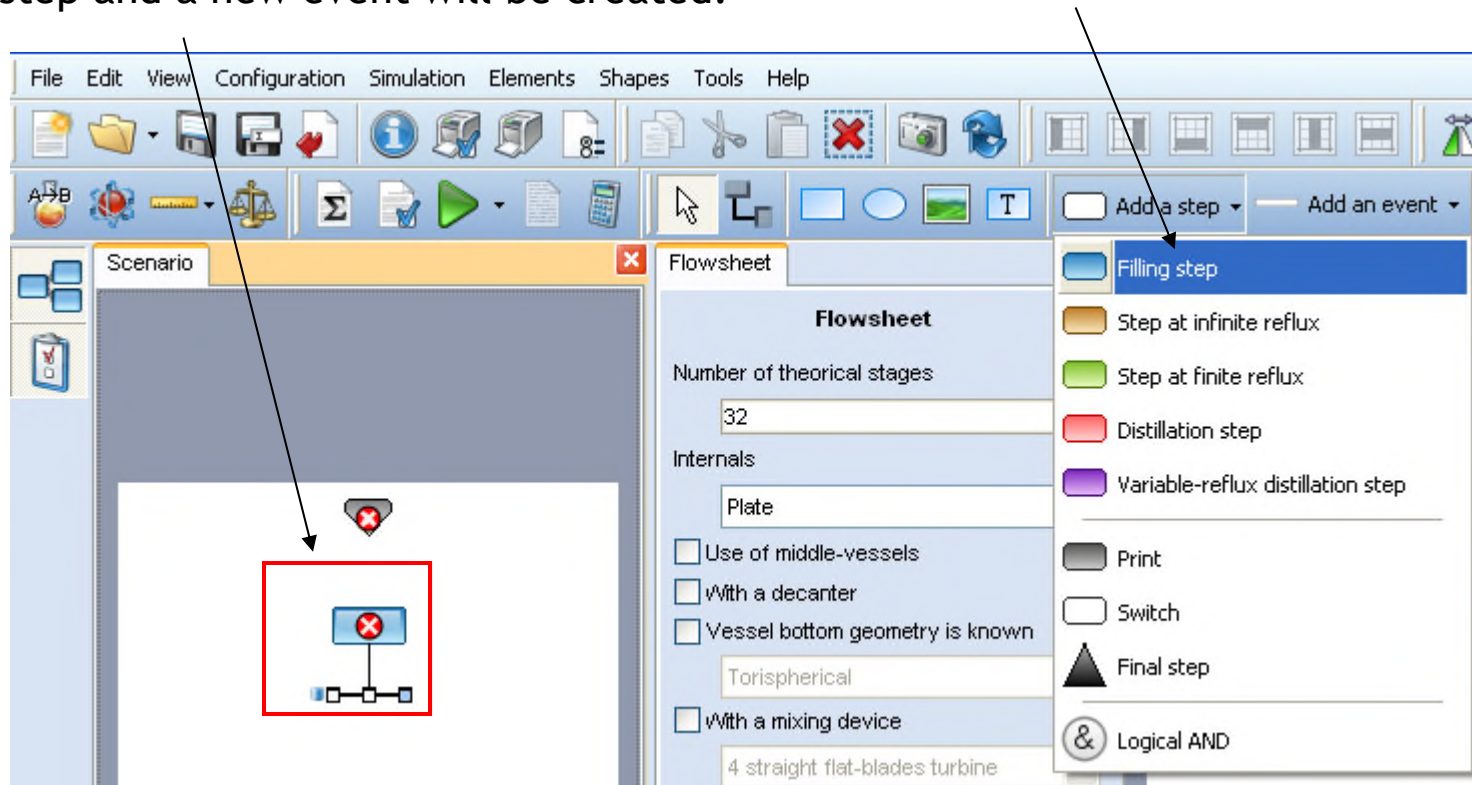 step and a new event will be created.
File Edit View Configuration Simulation Elements Shapes Tools Help
8=
A→B Σ T Add a step Add an event
Scenario
Flowsheet
Flowsheet
Number of theorical stages
32
Internals
Plate
Use of middle-vessels
With a decanter
Vessel bottom geometry is known
Torispherical
With a mixing device
4 straight flat-blades turbine
Filling step
Step at infinite reflux
Step at finite reflux
Distillation step
Variable-reflux distillation step
Print
Switch
Final step
& Logical AND